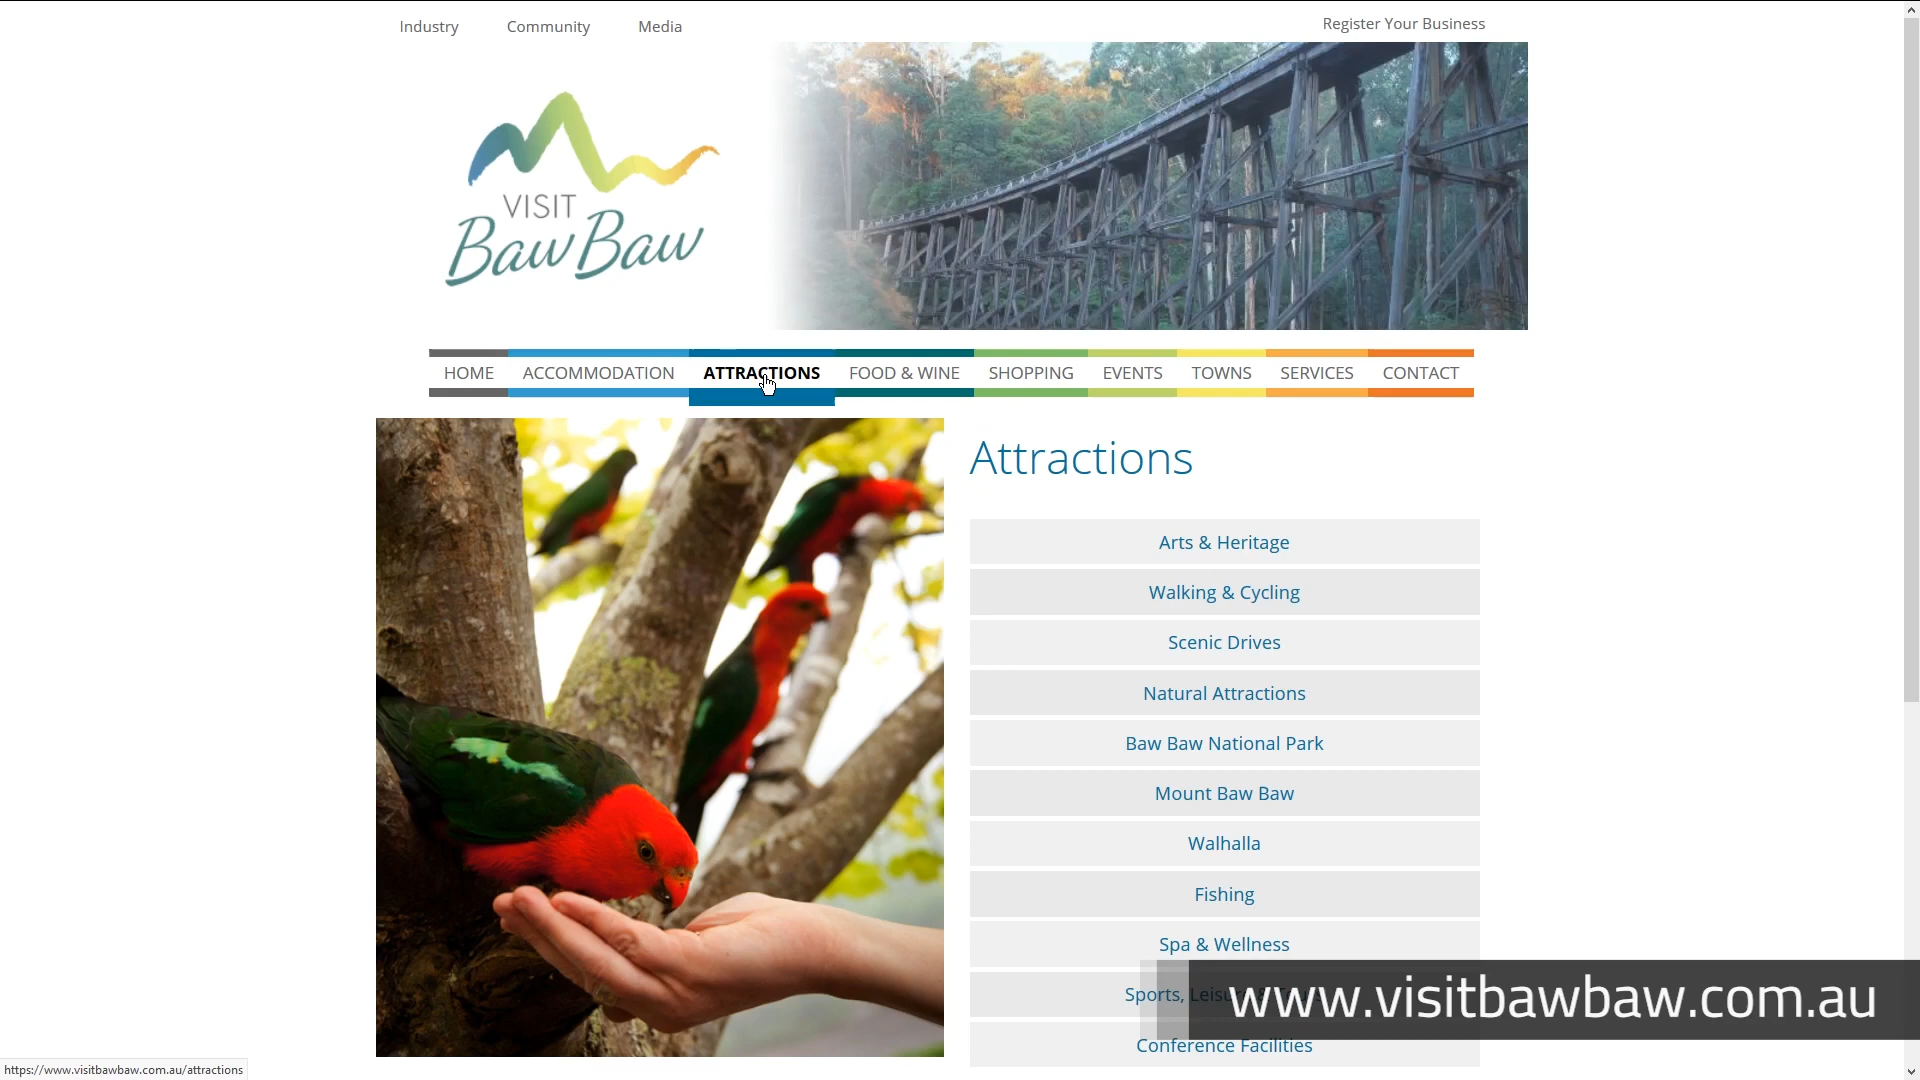 Industry
Community
Media
Register Your Business
VISIT
Baw Baw
HOME
ACCOMMODATION
ATTRACTIONS
FOOD & WINE
SHOPPING
EVENTS
TOWNS
SERVICES
CONTACT
Attractions
Arts & Heritage
Walking & Cycling
Scenic Drives
Natural Attractions
Baw Baw National Park
Mount Baw Baw
Walhalla
Fishing
Spa & Wellness
Sports, Leisure &
www.visitbawbaw.com.au
Conference Facilities
https://www.visitbawbaw.com.au/attractions